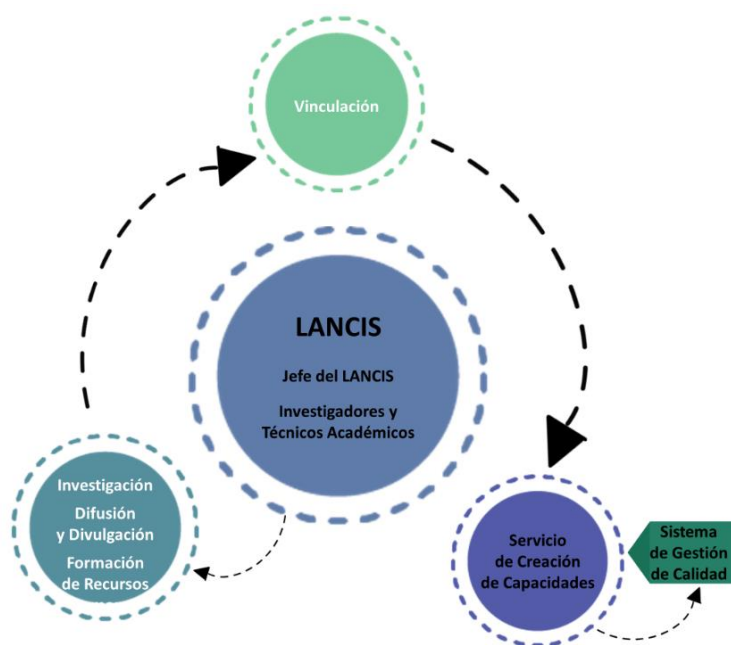 Vinculación
LANCIS
Jefe del LANCIS
Investigadores y
Técnicos Académicos
Investigación
Difusión
y Divulgación
Formación
de Recursos
Servicio
de Creación
de Capacidades
Sistema
de Gestión
de Calidad